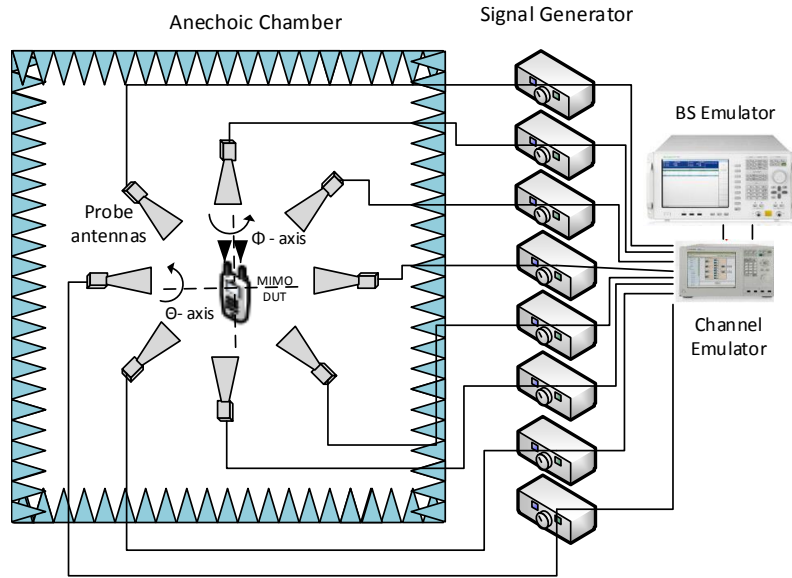 Anechoic Chamber
Signal Generator
BS Emulator
Probe
antennas
Φ - axis
MIMO
DUT
Θ- axis
Channel
Emulator